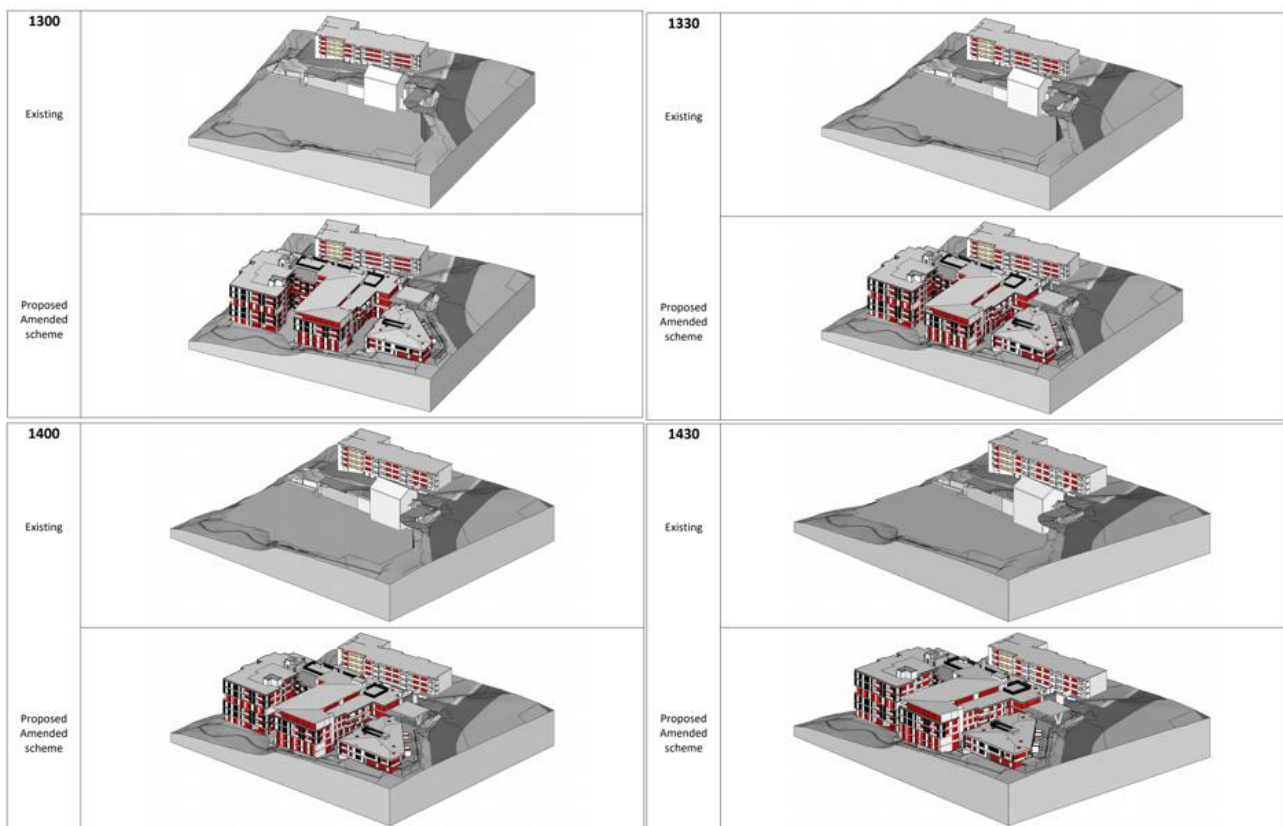 1300
Existing
Proposed
Amended
scheme
1330
Existing
Proposed
Amended
scheme
1400
Existing
Proposed
Amended
scheme
1430
Existing
Proposed
Amended
scheme